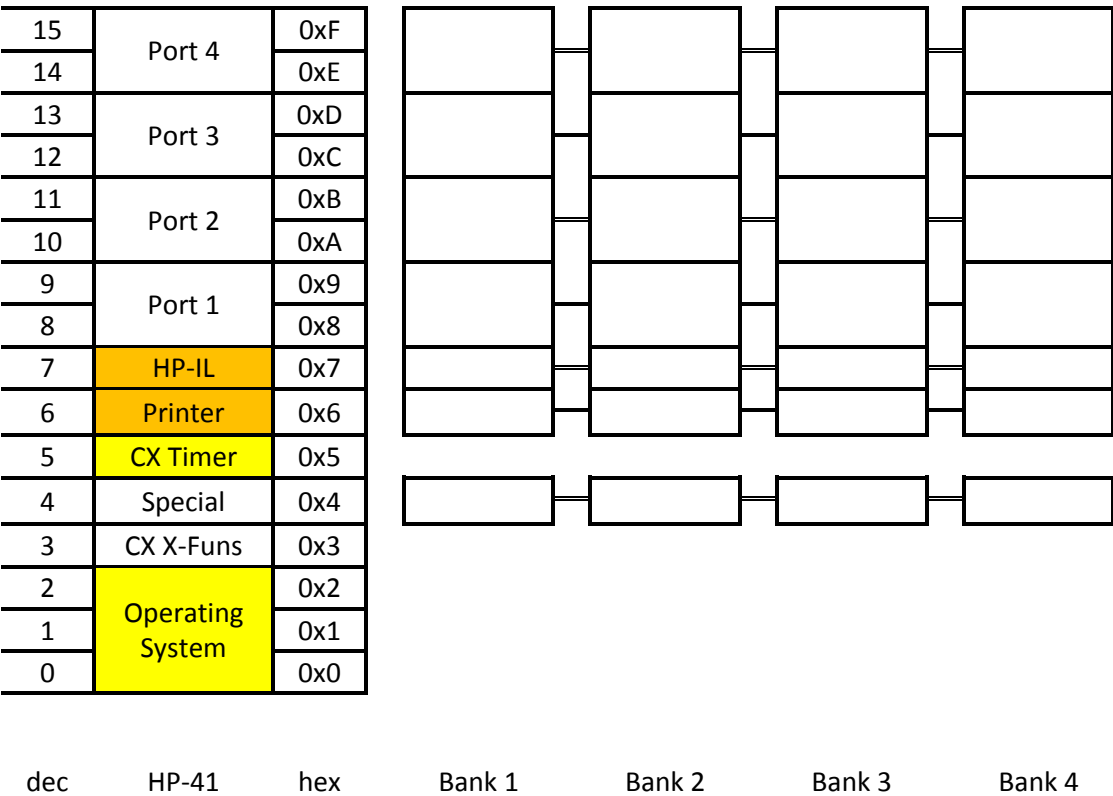 15 Port 4 0xF
14 0xE
13 Port 3 0xD
12 0xC
11 Port 2 0xB
10 0xA
9 Port 1 0x9
8 0x8
7 HP-IL 0x7
6 Printer 0x6
5 CX Timer 0x5
4 Special 0x4
3 CX X-Funs 0x3
2 Operating System 0x2
1 0x1
0 0x0
dec HP-41 hex Bank 1 Bank 2 Bank 3 Bank 4